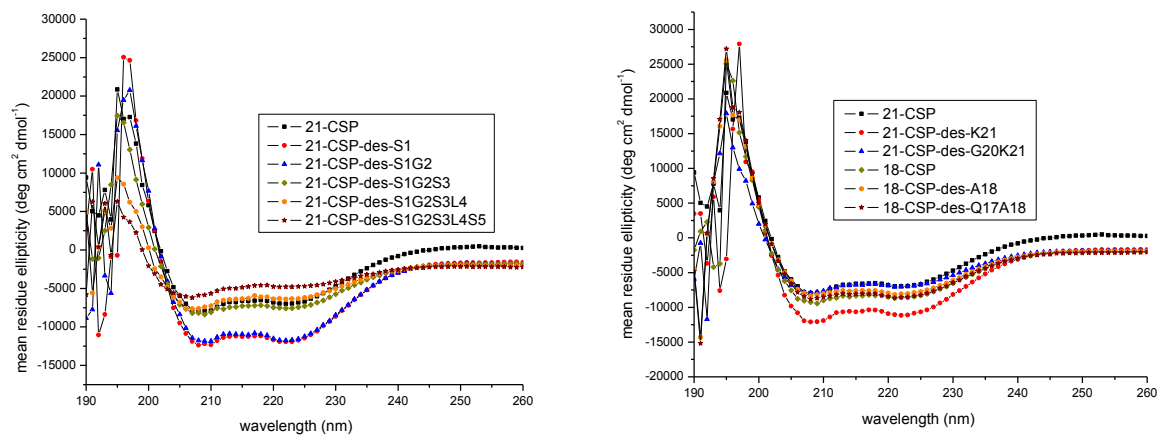 30000
25000
20000
15000
10000
5000
0
-5000
-10000
-15000
mean residue ellipticity (deg cm² dmol⁻¹)
21-CSP
21-CSP-des-S1
21-CSP-des-S1G2
21-CSP-des-S1G2S3
21-CSP-des-S1G2S3L4
21-CSP-des-S1G2S3L4S5
190 200 210 220 230 240 250 260
wavelength (nm)
30000
25000
20000
15000
10000
5000
0
-5000
-10000
-15000
-20000
mean residue ellipticity (deg cm² dmol⁻¹)
21-CSP
21-CSP-des-K21
21-CSP-des-G20K21
18-CSP
18-CSP-des-A18
18-CSP-des-Q17A18
190 200 210 220 230 240 250 260
wavelength (nm)